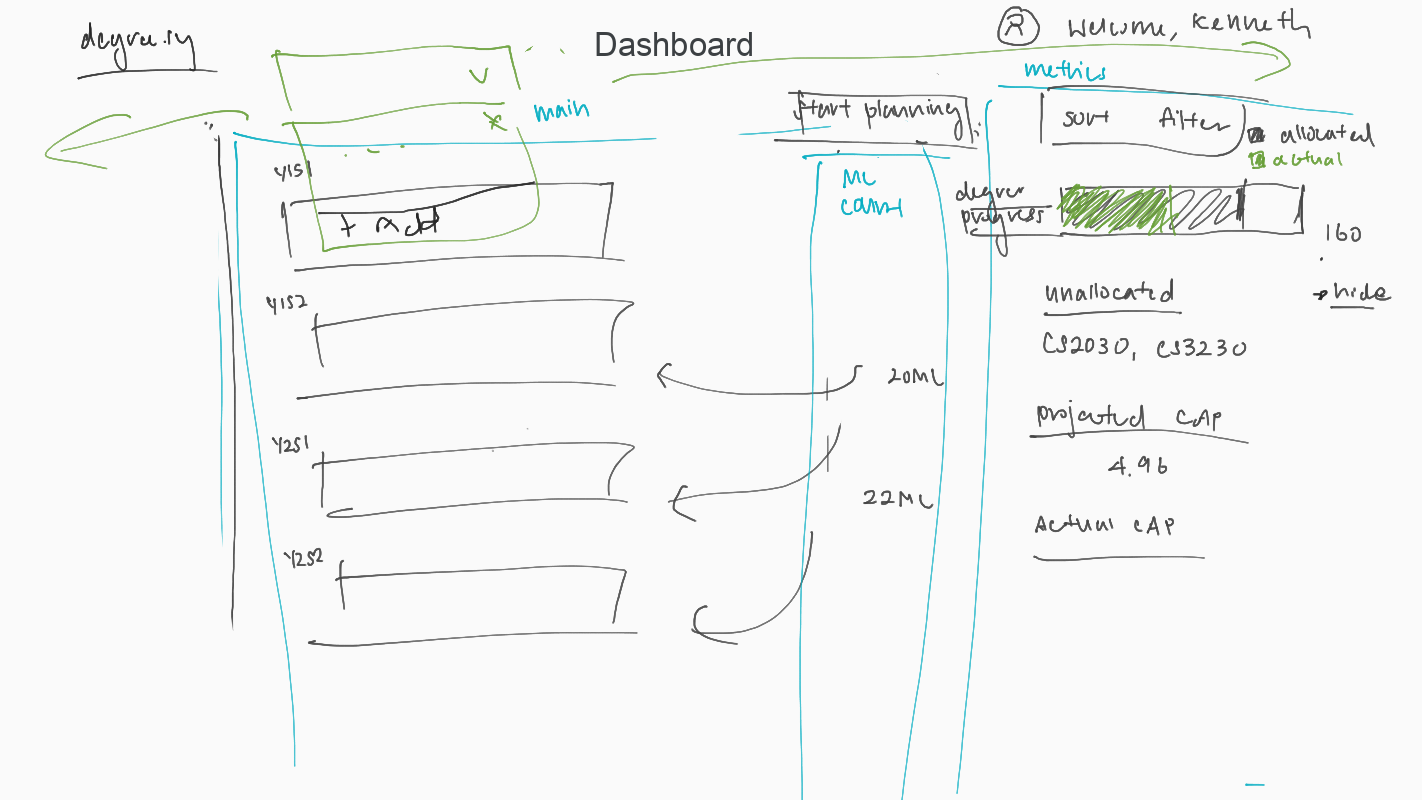 degree.ly
Dashboard
Welcome, Kenneth
metrics
main
start planning
sort filter
allocated
actual
Y1S1
+ Add
MC
count
degree
progress
160
hide
Y1S2
unallocated
CS2030, CS3230
20MC
projected CAP
4.96
Y2S1
22MC
Actual CAP
Y2S2